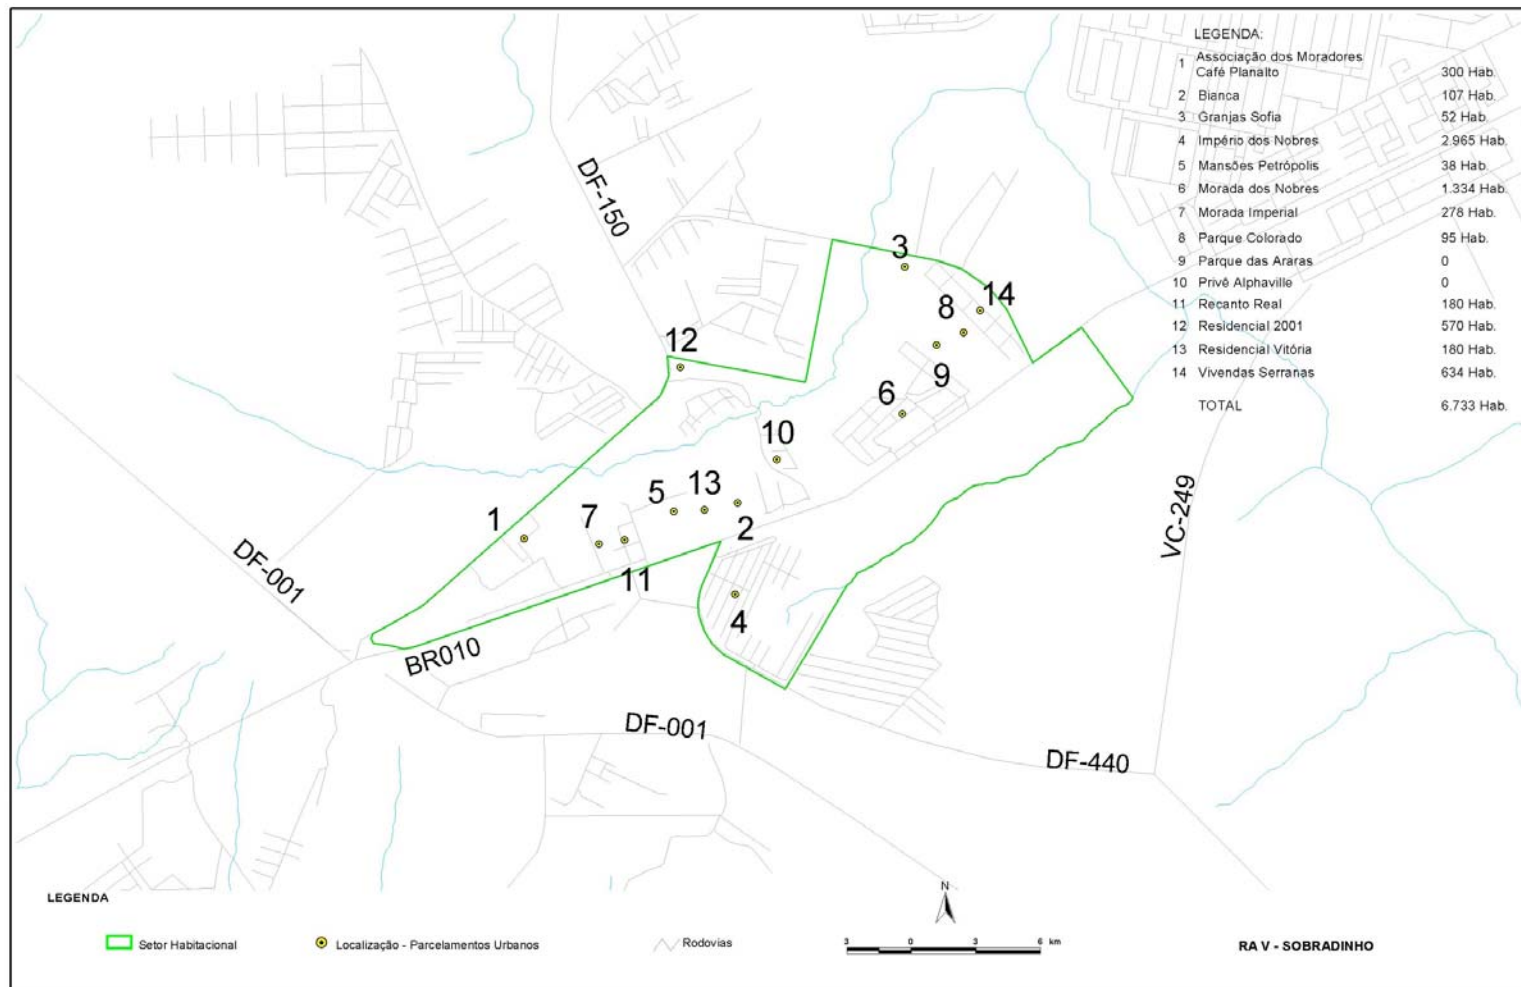 LEGENDA:
1 Associação dos Moradores
Café Planalto 300 Hab.
2 Bianca 107 Hab.
3 Granjas Sofia 52 Hab.
4 Império dos Nobres 2.965 Hab.
5 Mansões Petrópolis 38 Hab.
6 Morada dos Nobres 1.334 Hab.
7 Morada Imperial 278 Hab.
8 Parque Colorado 95 Hab.
9 Parque das Araras 0
10 Privê Alphaville 0
11 Recanto Real 180 Hab.
12 Residencial 2001 570 Hab.
13 Residencial Vitória 180 Hab.
14 Vivendas Serranas 634 Hab.
TOTAL 6.733 Hab.
DF-150
3
14
8
12
9
6
10
13
5
2
1
7
11
4
VC-249
DF-001
BR010
DF-001
DF-440
LEGENDA
Setor Habitacional
Localização - Parcelamentos Urbanos
Rodovias
N
3 0 3 6 km
RA V - SOBRADINHO